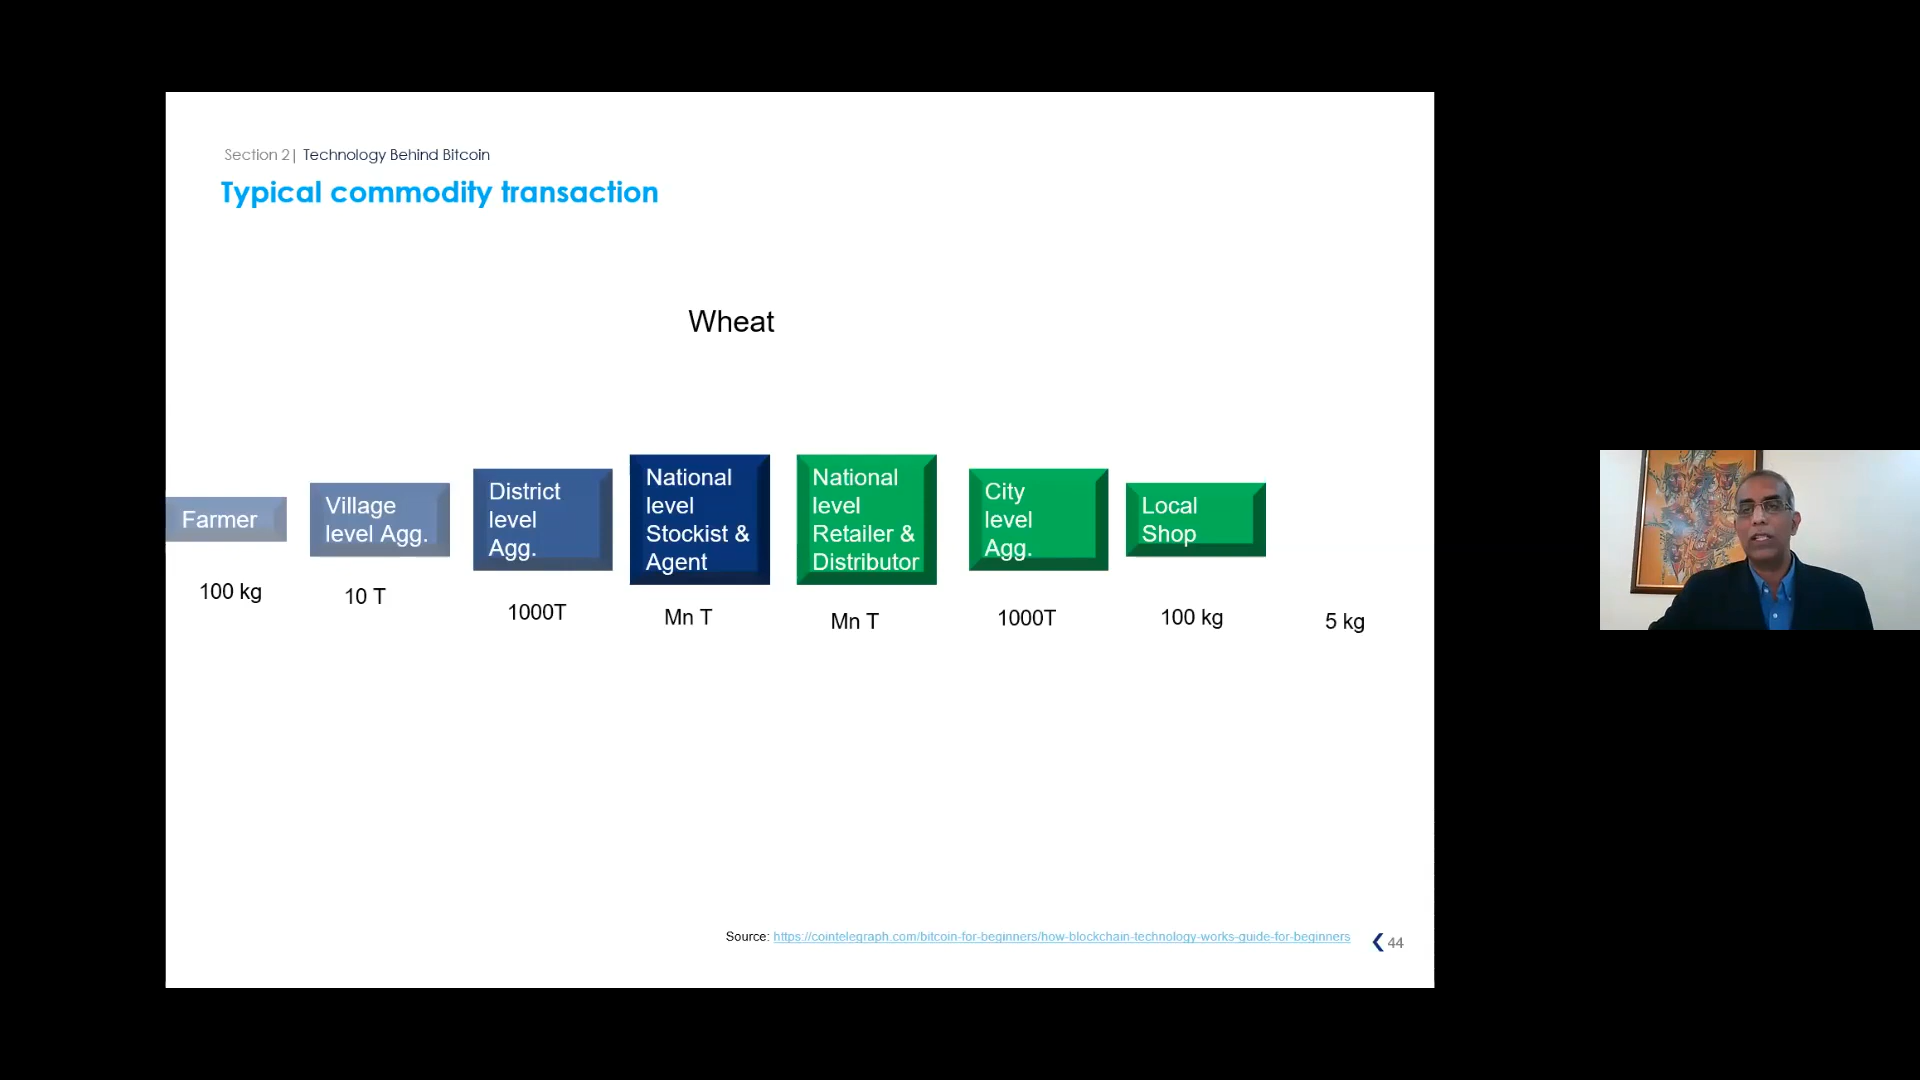 Section 2| Technology Behind Bitcoin
Typical commodity transaction
Wheat
Farmer
Village
level Agg.
District
level
Agg.
National
level
Stockist &
Agent
National
level
Retailer &
Distributor
City
level
Agg.
Local
Shop
100 kg
10 T
1000T
Mn T
Mn T
1000T
100 kg
5 kg
Source: https://cointelegraph.com/bitcoin-for-beginners/how-blockchain-technology-works-guide-for-beginners
44